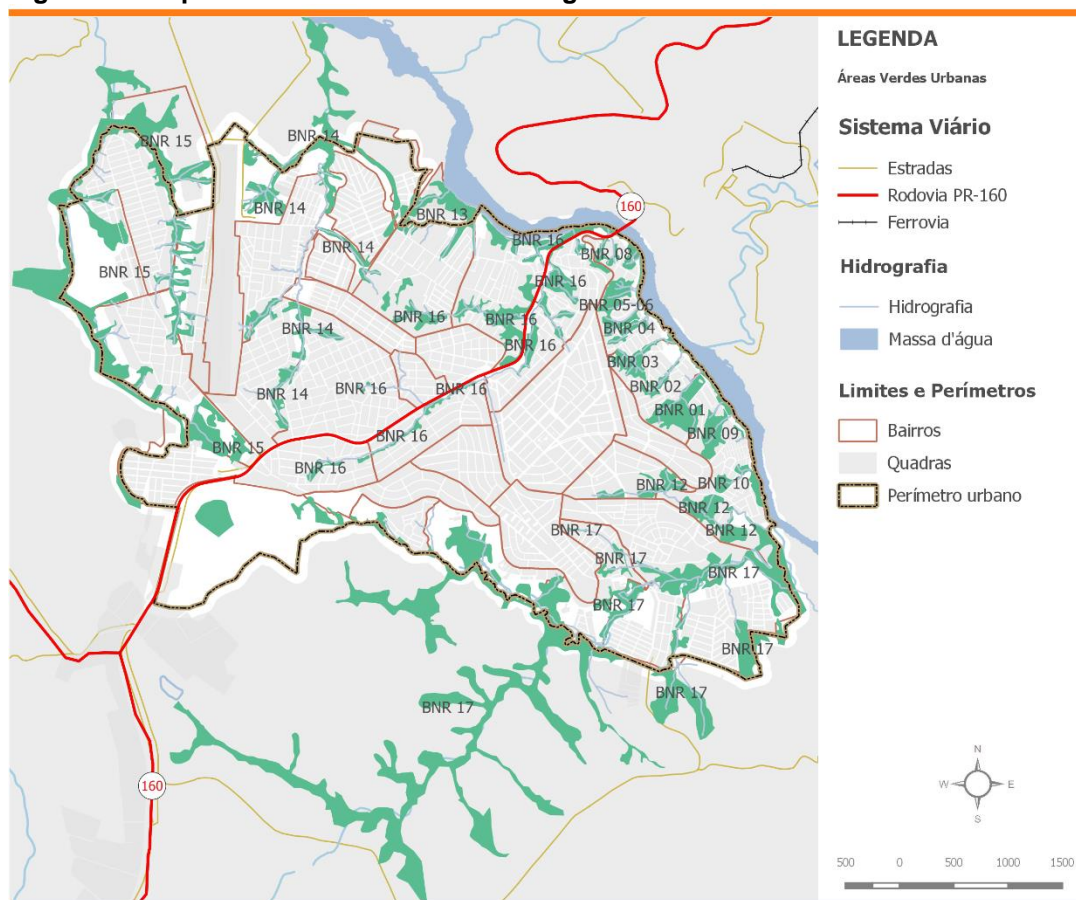 LEGENDA
Áreas Verdes Urbanas
Sistema Viário
Estradas
Rodovia PR-160
Ferrovia
Hidrografia
Hidrografia
Massa d'água
Limites e Perímetros
Bairros
Quadras
Perímetro urbano
N
W
E
S
500 0 500 1000 1500
BNR 15
BNR 14
BNR 14
BNR 13
160
BNR 14
BNR 16
BNR 08
BNR 15
BNR 16
BNR 05-06
BNR 16
BNR 16
BNR 14
BNR 04
BNR 16
BNR 03
BNR 14
BNR 16
BNR 16
BNR 02
BNR 01
BNR 16
BNR 09
BNR 15
BNR 16
BNR 12
BNR 10
BNR 12
BNR 17
BNR 12
BNR 17
BNR 17
BNR 17
BNR 17
BNR 17
BNR 17
160